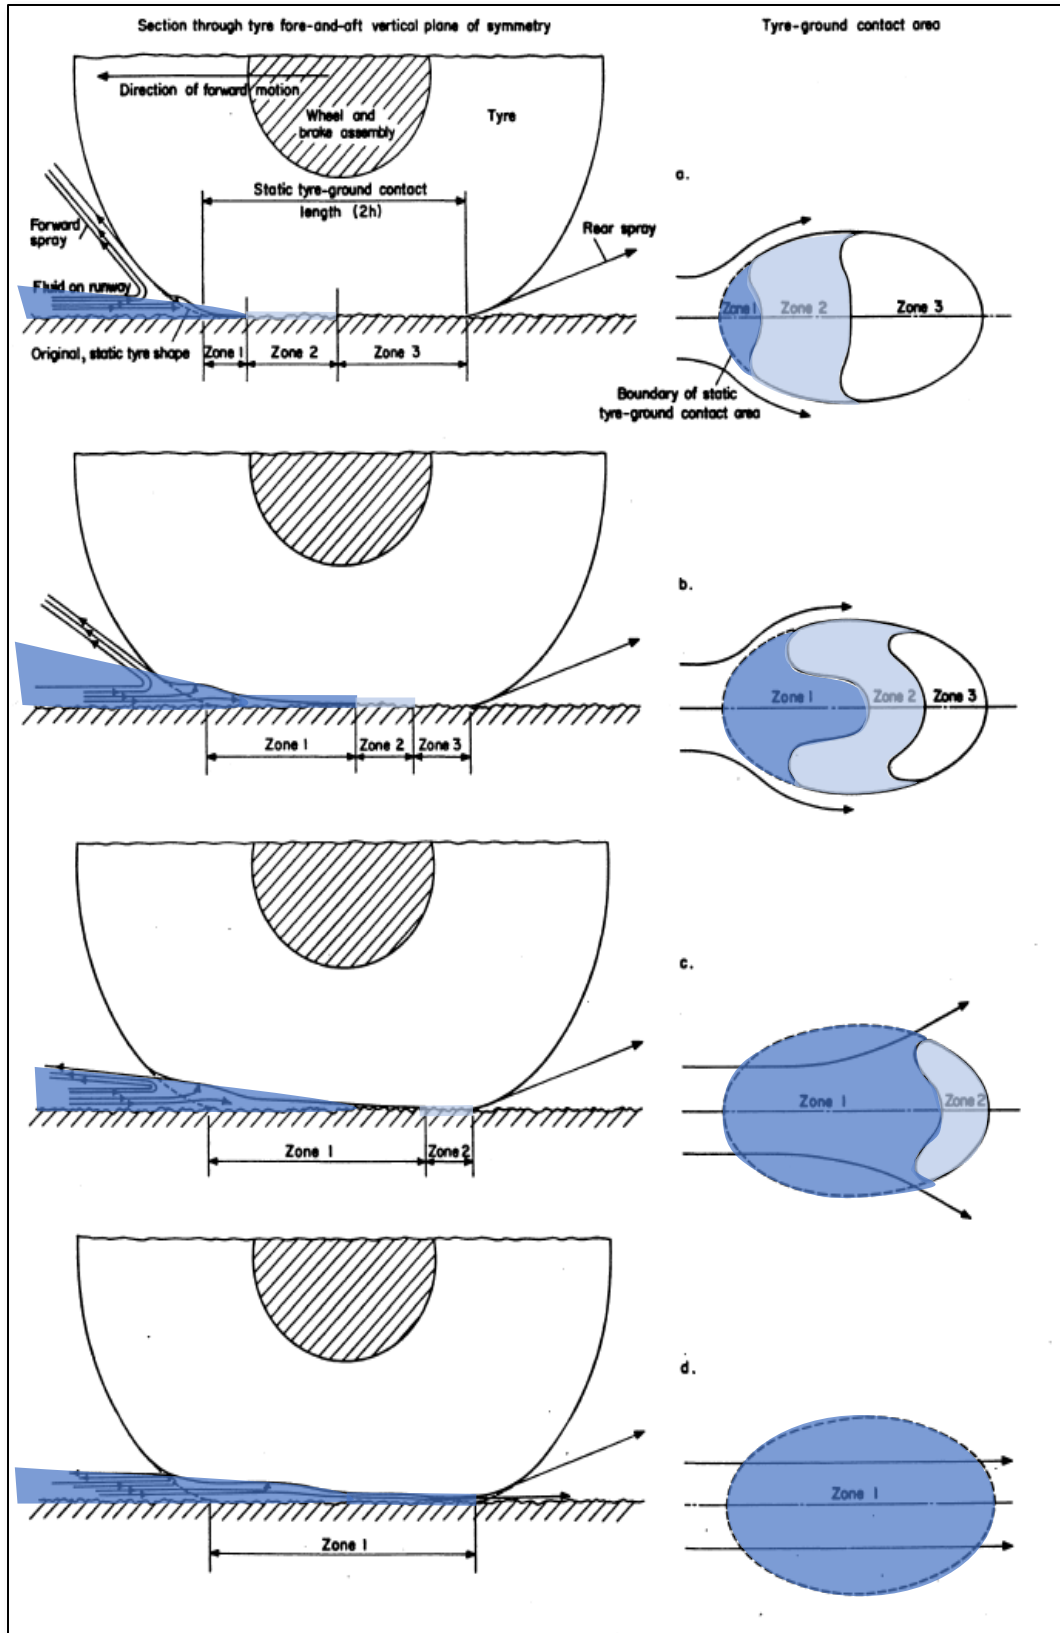 Section through tyre fore-and-aft vertical plane of symmetry
Tyre-ground contact area
Direction of forward motion
Wheel and
brake assembly
Tyre
Static tyre-ground contact
length (2h)
Forward
spray
Rear spray
Fluid on runway
Original, static tyre shape
Zone 1
Zone 2
Zone 3
a.
Zone 1
Zone 2
Zone 3
Boundary of static
tyre-ground contact area
Zone 1
Zone 2
Zone 3
b.
Zone 1
Zone 2
Zone 3
Zone 1
Zone 2
c.
Zone 1
Zone 2
Zone 1
d.
Zone 1